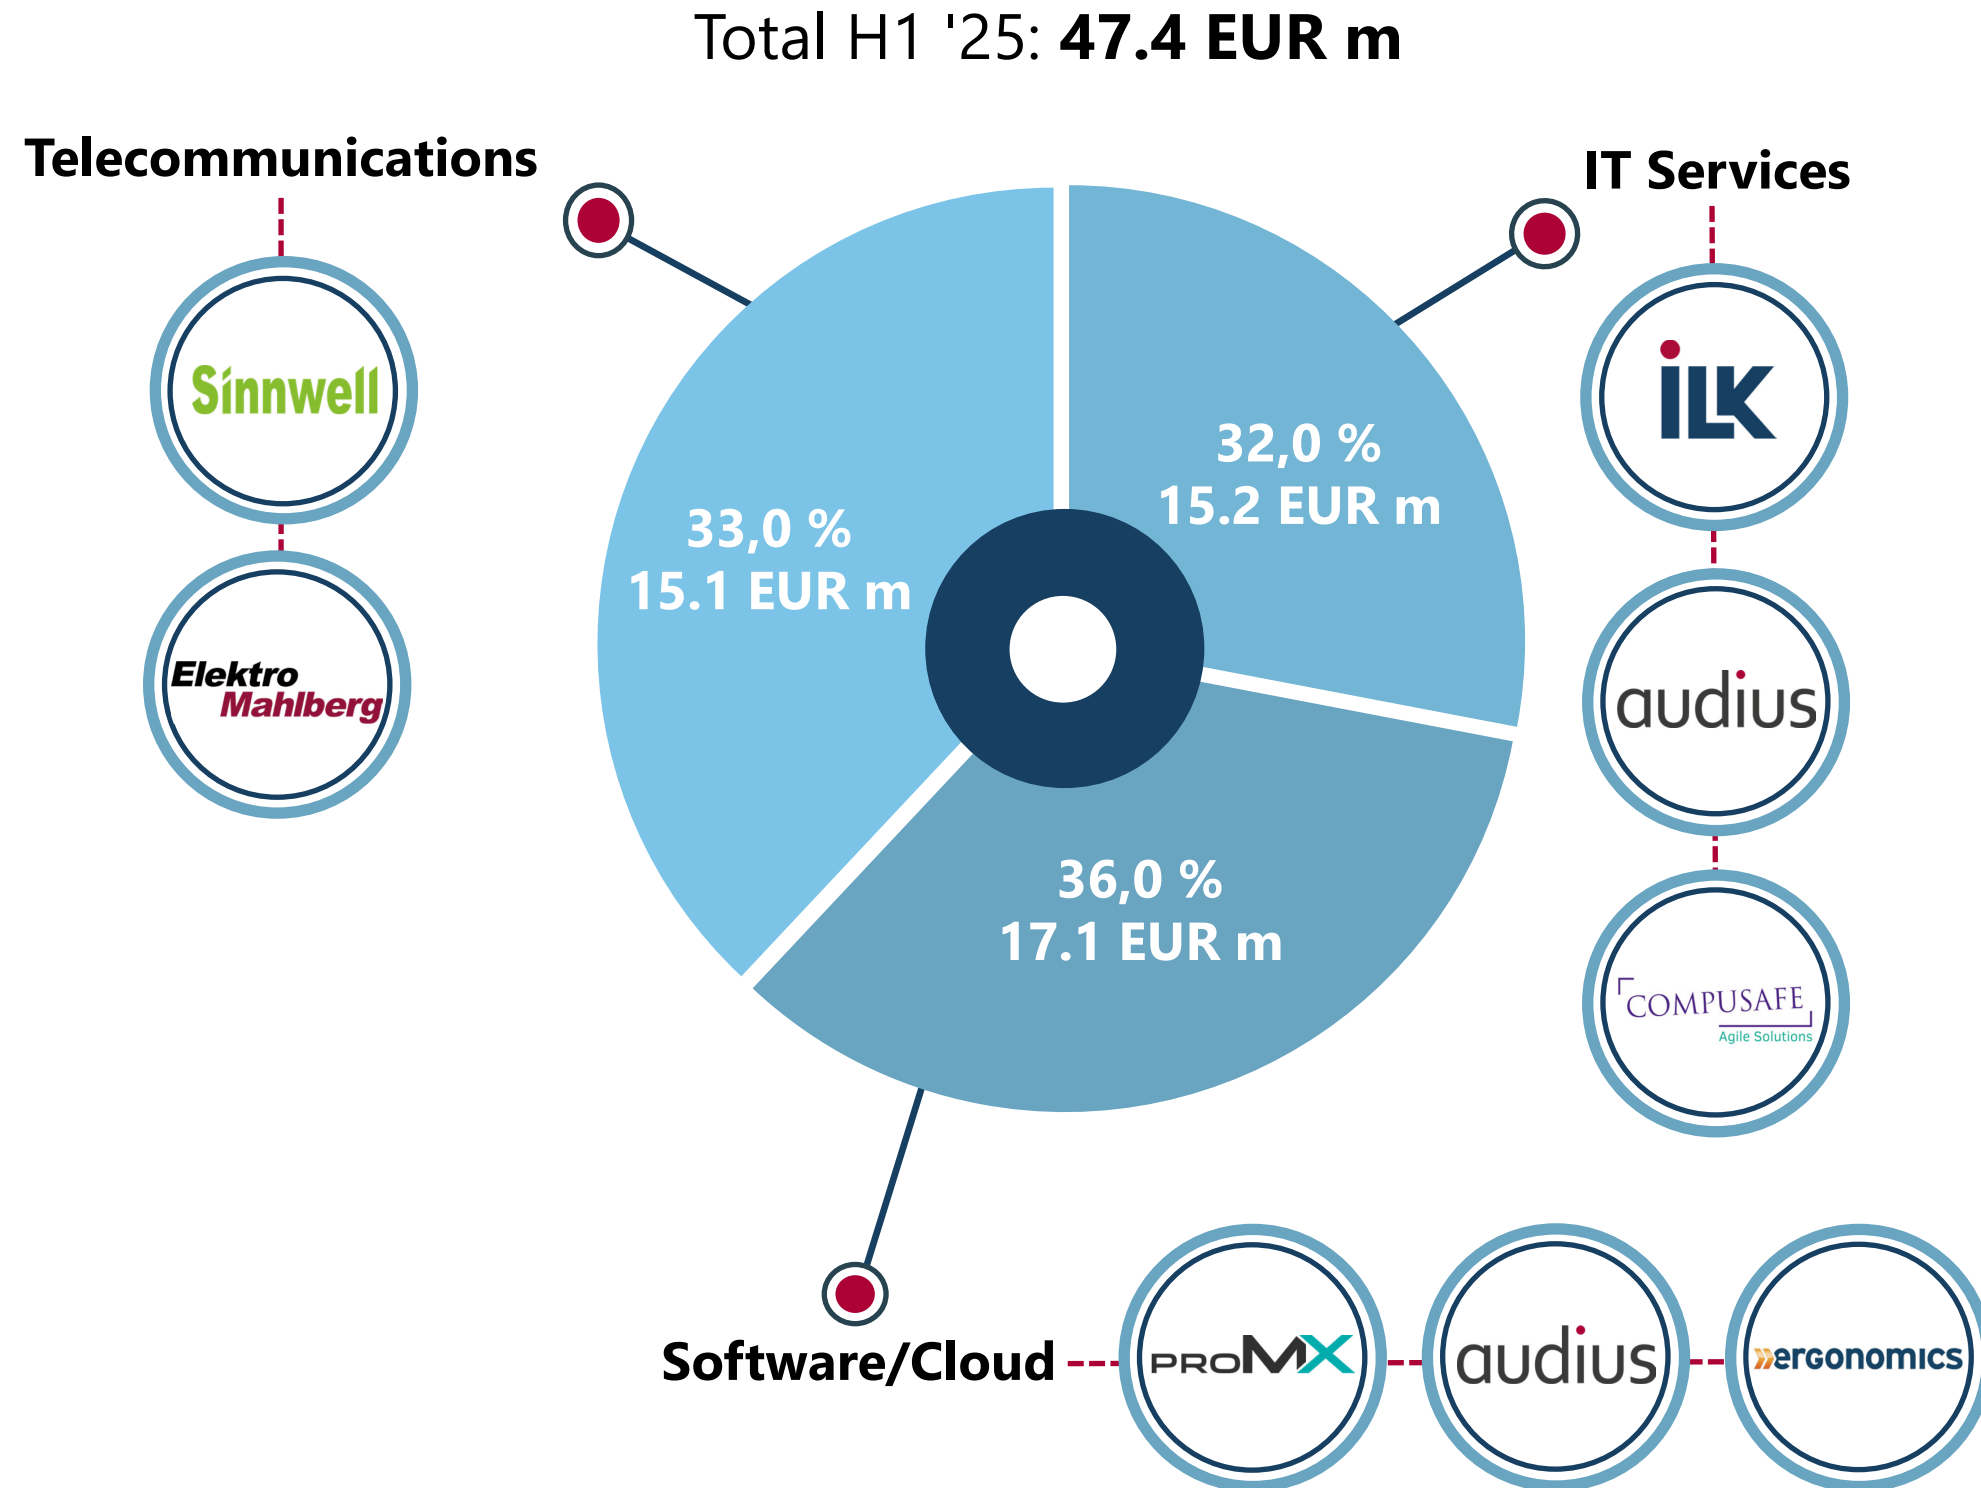 Total H1 '25: 47.4 EUR m
Telecommunications
Sinnwell
Elektro
Mahlberg
33,0 %
15.1 EUR m
32,0 %
15.2 EUR m
36,0 %
17.1 EUR m
IT Services
iLK
audius
COMPUSAFE
Agile Solutions
Software/Cloud
PROMX
audius
ergonomics